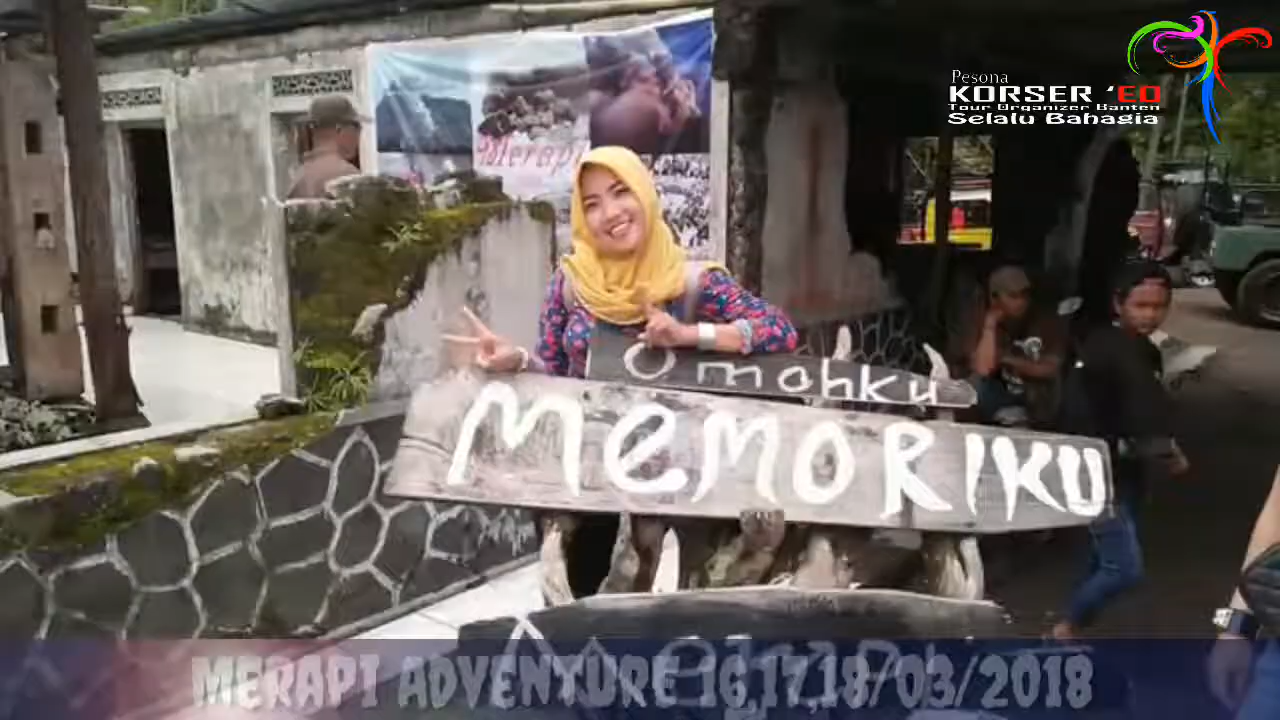 Pesona
KORSER 'EO
Tour Organizer Banten
Selalu Bahagia
Merapi
Omahku
MEMORIKU
MERAPI ADVENTURE 16,17,18/03/2018